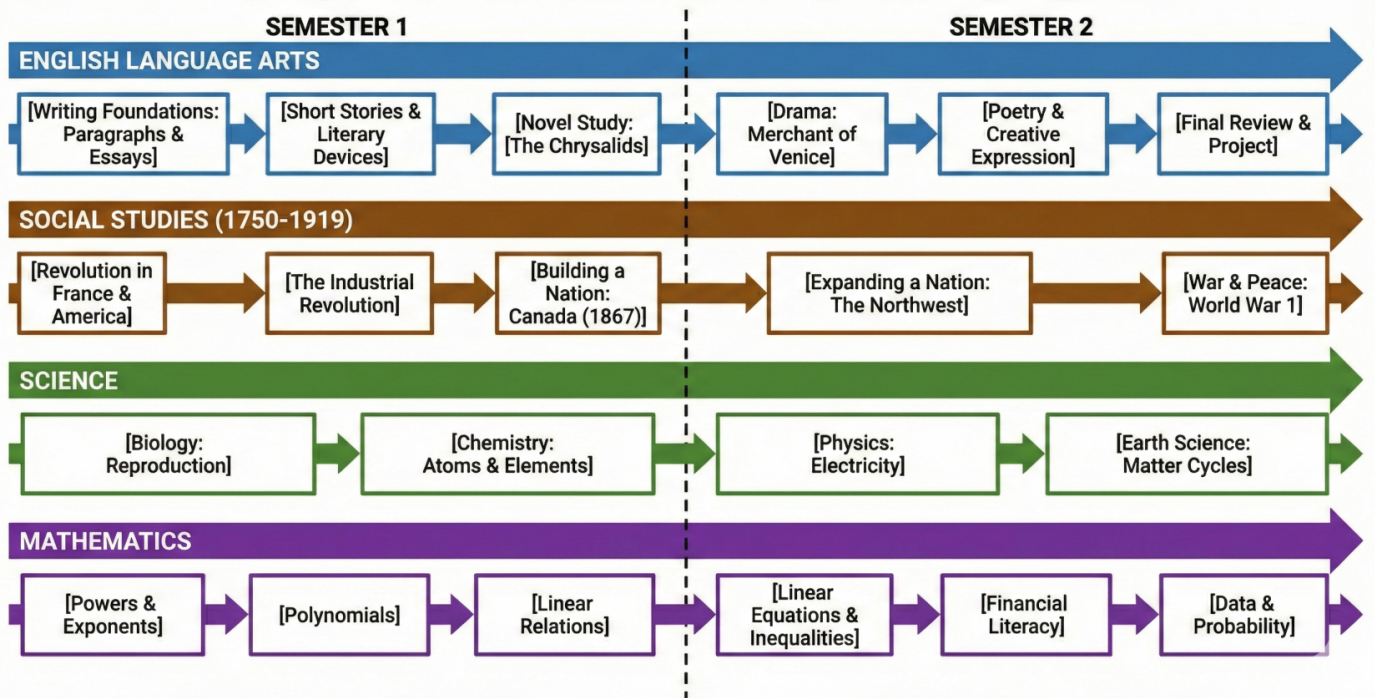 SEMESTER 1
SEMESTER 2
ENGLISH LANGUAGE ARTS
[Writing Foundations:
Paragraphs &
Essays]
[Short Stories &
Literary
Devices]
[Novel Study:
[The Chrysalids]
[Drama:
Merchant of
Venice]
[Poetry &
Creative
Expression]
[Final Review &
Project]
SOCIAL STUDIES (1750-1919)
[Revolution in
France &
America]
[The Industrial
Revolution]
[Building a
Nation:
Canada (1867)]
[Expanding a Nation:
The Northwest]
[War & Peace:
World War 1]
SCIENCE
[Biology:
Reproduction]
[Chemistry:
Atoms & Elements]
[Physics:
Electricity]
[Earth Science:
Matter Cycles]
MATHEMATICS
[Powers &
Exponents]
[Polynomials]
[Linear
Relations]
[Linear
Equations &
Inequalities]
[Financial
Literacy]
[Data &
Probability]